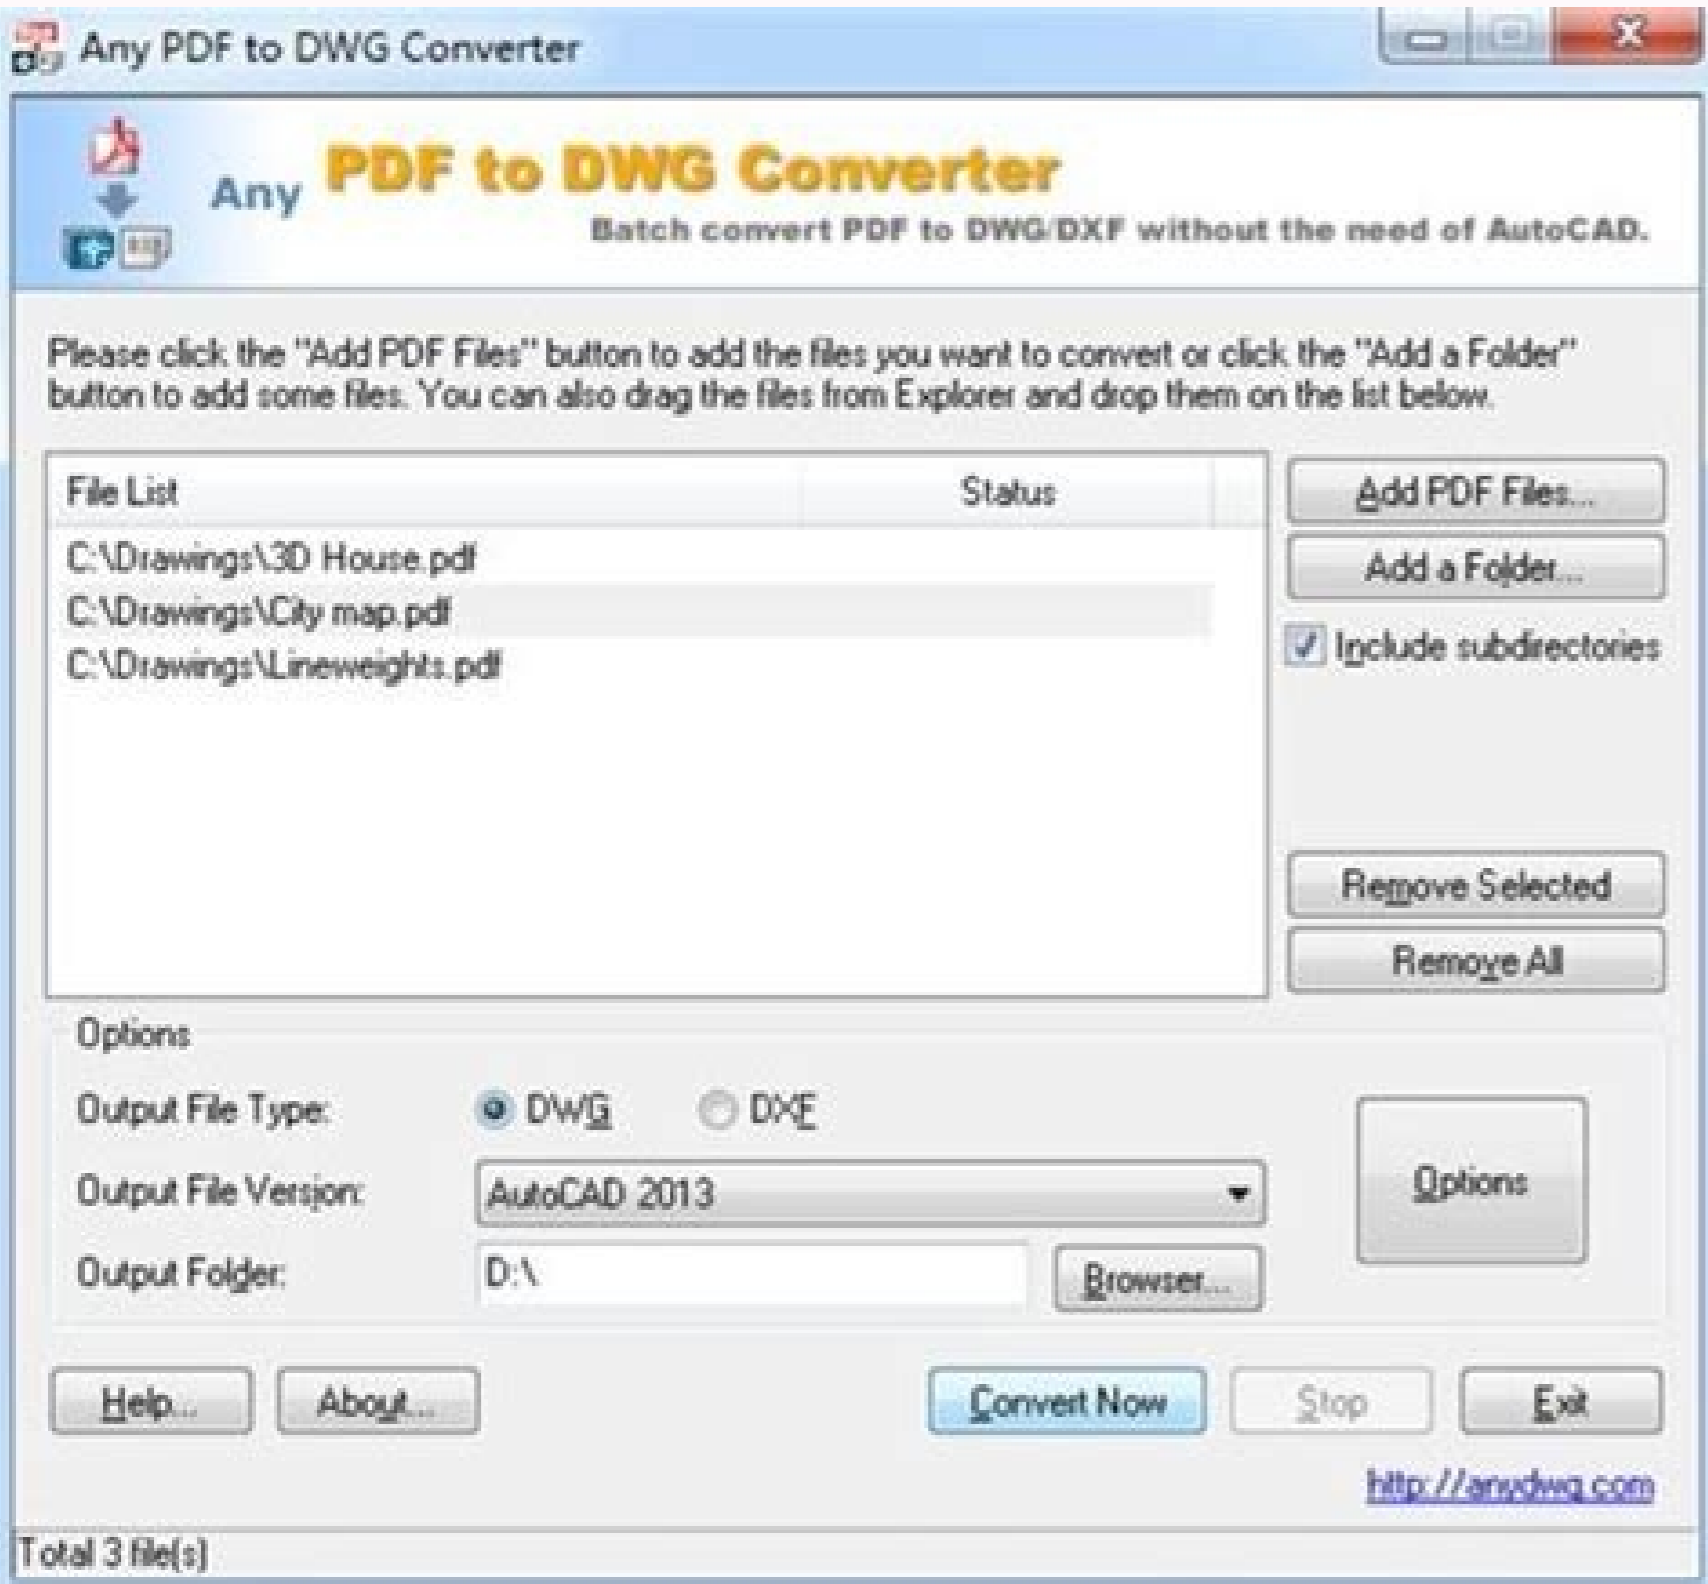 Any PDF to DWG Converter
Any PDF to DWG Converter
Batch convert PDF to DWG/DXF without the need of AutoCAD.
Please click the "Add PDF Files" button to add the files you want to convert or click the "Add a Folder"
button to add some files. You can also drag the files from Explorer and drop them on the list below.
File List Status
C:\Drawings\3D House.pdf
C:\Drawings\City map.pdf
C:\Drawings\Lineweights.pdf
Add PDF Files...
Add a Folder...
Include subdirectories
Remove Selected
Remove All
Options
Output File Type: DWG DXF
Output File Version: AutoCAD 2013
Output Folder: D:\ Browser...
Options
Help... About... Convert Now Stop Exit
http://anydwg.com
Total 3 file(s)